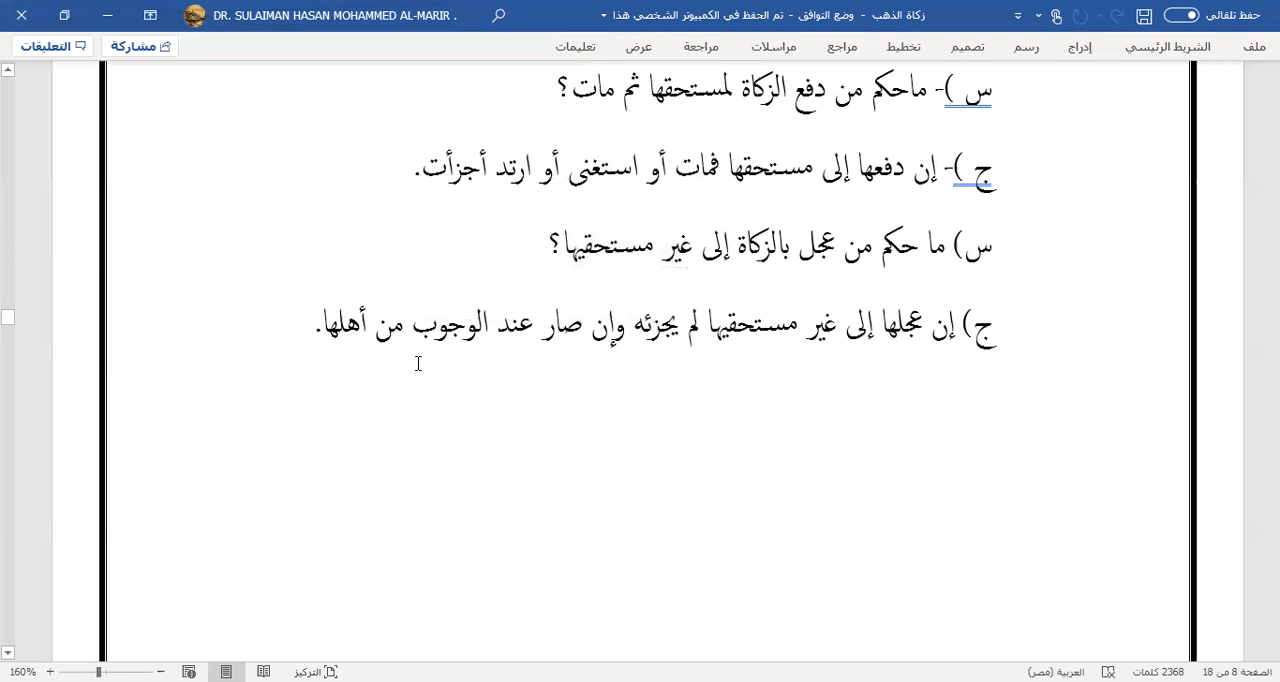 حفظ تلقائي
زكاة الذهب - وضع التوافق - تم الحفظ في الكمبيوتر الشخصي هذا
DR. SULAIMAN HASAN MOHAMMED AL-MARIR .
ملف الشريط الرئيسي إدراج رسم تصميم تخطيط مراجع مراسلات مراجعة عرض تعليمات مشاركة التعليقات
س )- ماحكم من دفع الزكاة لمستحقها ثم مات؟
ج )- إن دفعها إلى مستحقها فمات أو استغنى أو ارتد أجزأت.
س) ما حكم من عجل بالزكاة إلى غير مستحقيها؟
ج) إن عجلها إلى غير مستحقيها لم يجزئه وإن صار عند الوجوب من أهلها.
الصفحة 8 من 18 2368 كلمات العربية (مصر) التركيز 160%